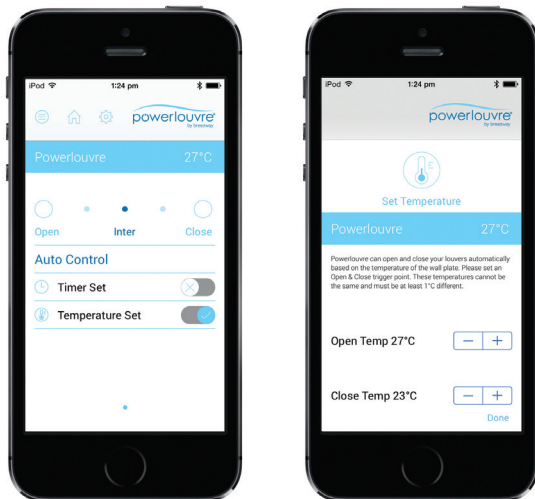 iPod 1:24 pm
powerlouvre
by breezway
Powerlouvre 27°C
Open Inter Close
Auto Control
Timer Set
Temperature Set
iPod 1:24 pm
powerlouvre
by breezway
Set Temperature
Powerlouvre 27°C
Powerlouvre can open and close your louvers automatically
based on the temperature of the wall plate. Please set an
Open & Close trigger point. These temperatures cannot be
the same and must be at least 1°C different.
Open Temp 27°C − +
Close Temp 23°C − +
Done